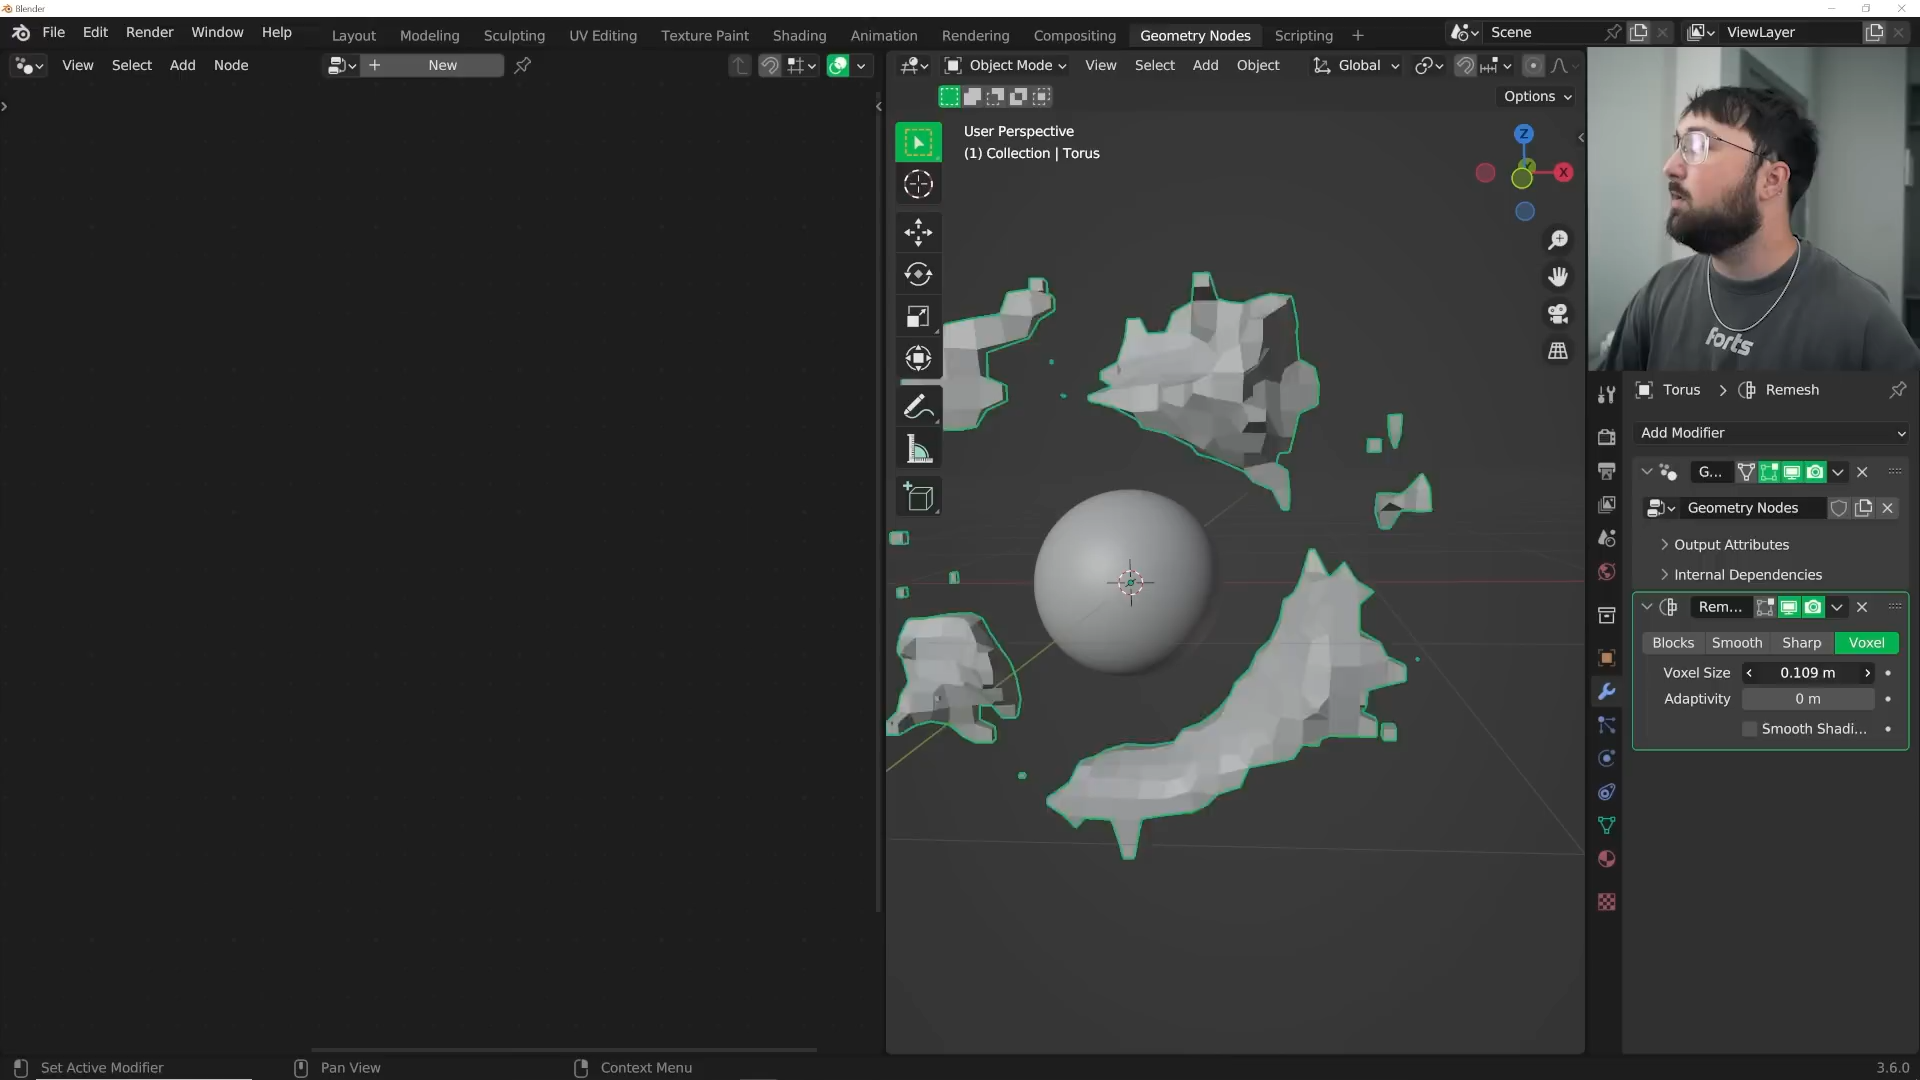 Blender
File Edit Render Window Help
Layout Modeling Sculpting UV Editing Texture Paint Shading Animation Rendering Compositing Geometry Nodes Scripting
Scene
ViewLayer
View Select Add Node
New
Object Mode View Select Add Object Global
Options
User Perspective
(1) Collection | Torus
Z
X
forts
Torus > Remesh
Add Modifier
G...
Geometry Nodes
Output Attributes
Internal Dependencies
Rem...
Blocks Smooth Sharp Voxel
Voxel Size 0.109 m
Adaptivity 0 m
Smooth Shadi...
Set Active Modifier Pan View Context Menu 3.6.0